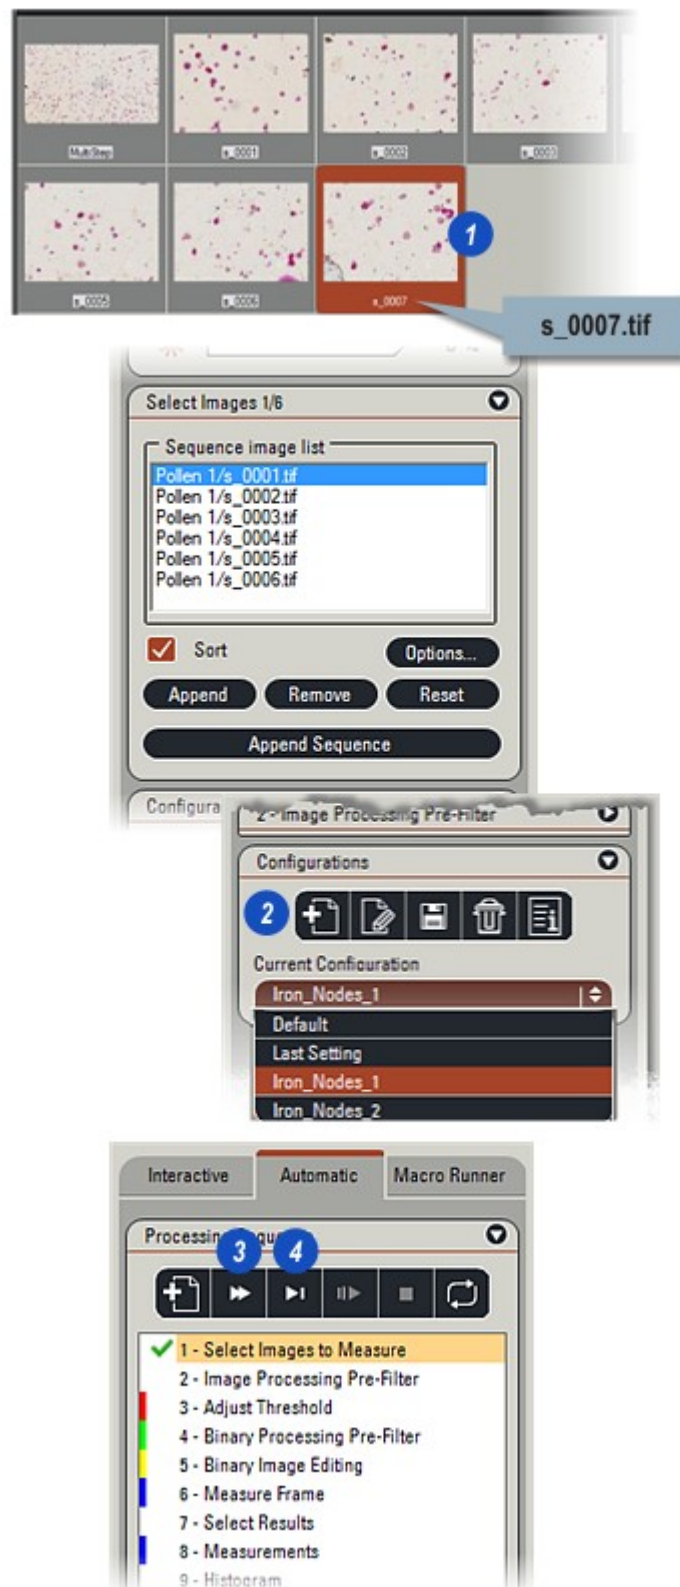 MultiStep
s_0001
s_0002
s_0003
s_0005
s_0006
s_0007
1
s_0007.tif
Select Images 1/6
Sequence image list
Pollen 1/s_0001.tif
Pollen 1/s_0002.tif
Pollen 1/s_0003.tif
Pollen 1/s_0004.tif
Pollen 1/s_0005.tif
Pollen 1/s_0006.tif
Sort
Options...
Append
Remove
Reset
Append Sequence
Configura
2 - Image Processing Pre-Filter
Configurations
2
Current Configuration
Iron_Nodes_1
Default
Last Setting
Iron_Nodes_1
Iron_Nodes_2
Interactive
Automatic
Macro Runner
3
4
1 - Select Images to Measure
2 - Image Processing Pre-Filter
3 - Adjust Threshold
4 - Binary Processing Pre-Filter
5 - Binary Image Editing
6 - Measure Frame
7 - Select Results
8 - Measurements
9 - Histogram